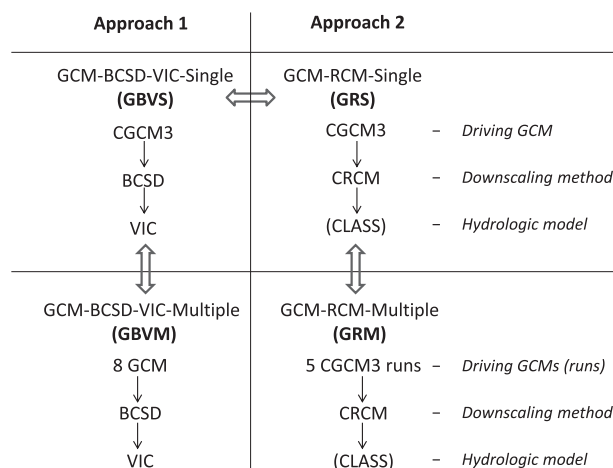 Approach 1 Approach 2
GCM-BCSD-VIC-Single GCM-RCM-Single
(GBVS) (GRS)
CGCM3 CGCM3 – Driving GCM
BCSD CRCM – Downscaling method
VIC (CLASS) – Hydrologic model
GCM-BCSD-VIC-Multiple GCM-RCM-Multiple
(GBVM) (GRM)
8 GCM 5 CGCM3 runs – Driving GCMs (runs)
BCSD CRCM – Downscaling method
VIC (CLASS) – Hydrologic model